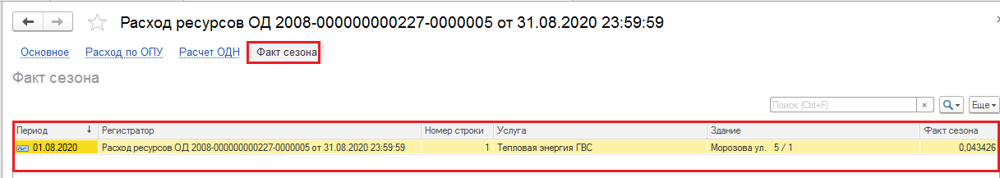 Расход ресурсов ОД 2008-000000000227-0000005 от 31.08.2020 23:59:59
Основное Расход по ОПУ Расчет ОДН Факт сезона
Факт сезона
Поиск (Ctrl+F) × Еще
Период ↓ Регистратор Номер строки Услуга Здание Факт сезона
01.08.2020 Расход ресурсов ОД 2008-000000000227-0000005 от 31.08.2020 23:59:59 1 Тепловая энергия ГВС Морозова ул. 5 / 1 0,043426